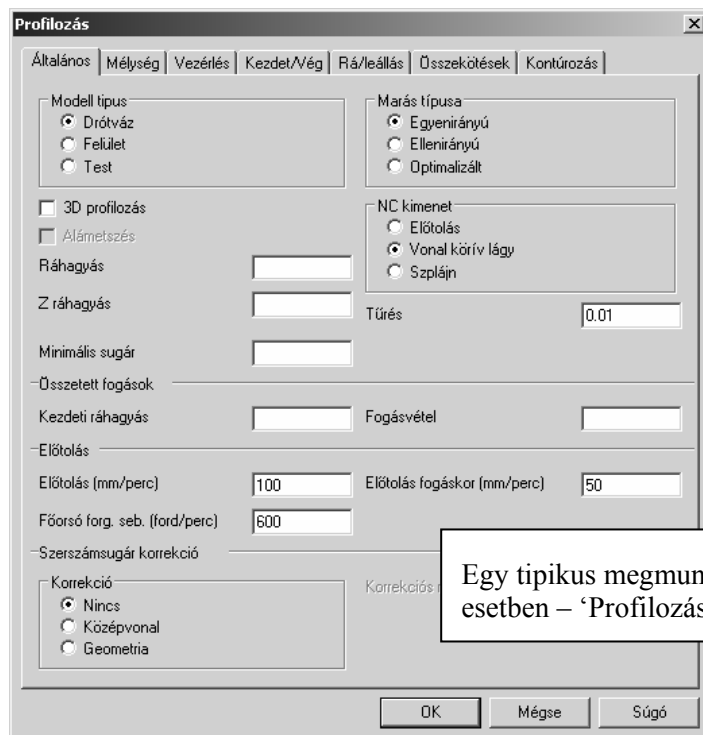 Profilozás
Általános Mélység Vezérlés Kezdet/Vég Rá/leállás Összekötések Kontúrozás
Modell tipus
Drótváz
Felület
Test
Marás típusa
Egyenirányú
Ellenirányú
Optimalizált
3D profilozás
Alámetszés
NC kimenet
Előtolás
Vonal körív lágy
Szplájn
Ráhagyás
Z ráhagyás
Tűrés 0.01
Minimális sugár
Összetett fogások
Kezdeti ráhagyás Fogásvétel
Előtolás
Előtolás (mm/perc) 100 Előtolás fogáskor (mm/perc) 50
Főorsó forg. seb. (ford/perc) 600
Szerszámsugár korrekció
Korrekció
Nincs
Középvonal
Geometria
Korrekciós
Egy tipikus megmun
esetben – ‘Profilozás
OK Mégse Súgó